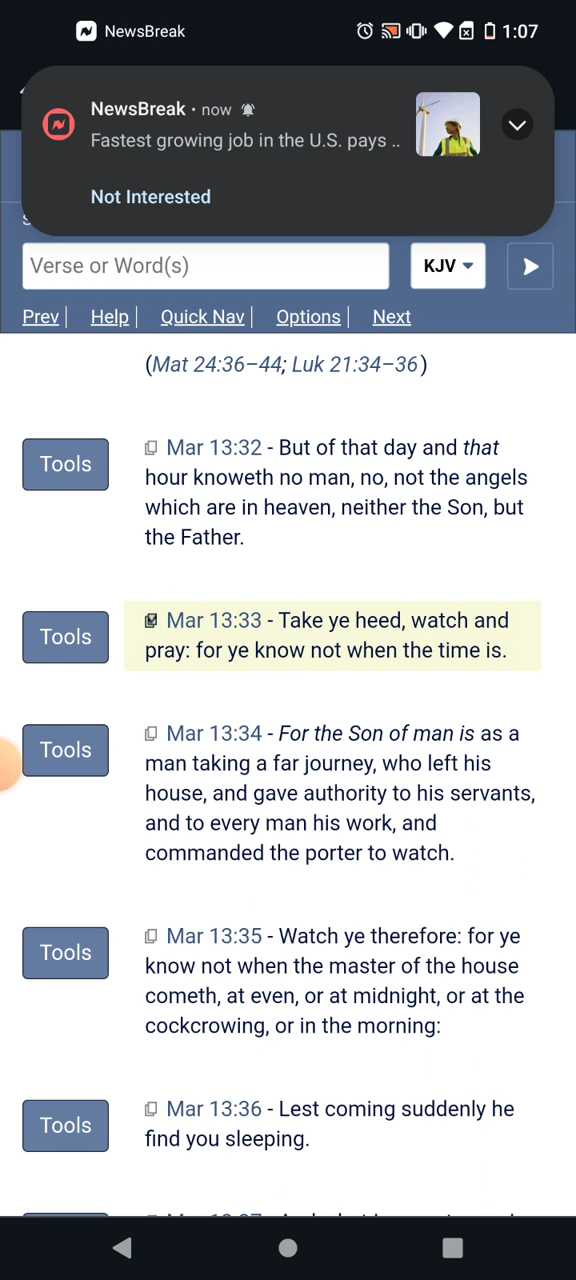 NewsBreak 1:07
NewsBreak • now
Fastest growing job in the U.S. pays ..
Not Interested
Verse or Word(s)
KJV
Prev | Help | Quick Nav | Options | Next
(Mat 24:36–44; Luk 21:34–36)
Tools
Mar 13:32 - But of that day and that
hour knoweth no man, no, not the angels
which are in heaven, neither the Son, but
the Father.
Tools
Mar 13:33 - Take ye heed, watch and
pray: for ye know not when the time is.
Tools
Mar 13:34 - For the Son of man is as a
man taking a far journey, who left his
house, and gave authority to his servants,
and to every man his work, and
commanded the porter to watch.
Tools
Mar 13:35 - Watch ye therefore: for ye
know not when the master of the house
cometh, at even, or at midnight, or at the
cockcrowing, or in the morning:
Tools
Mar 13:36 - Lest coming suddenly he
find you sleeping.